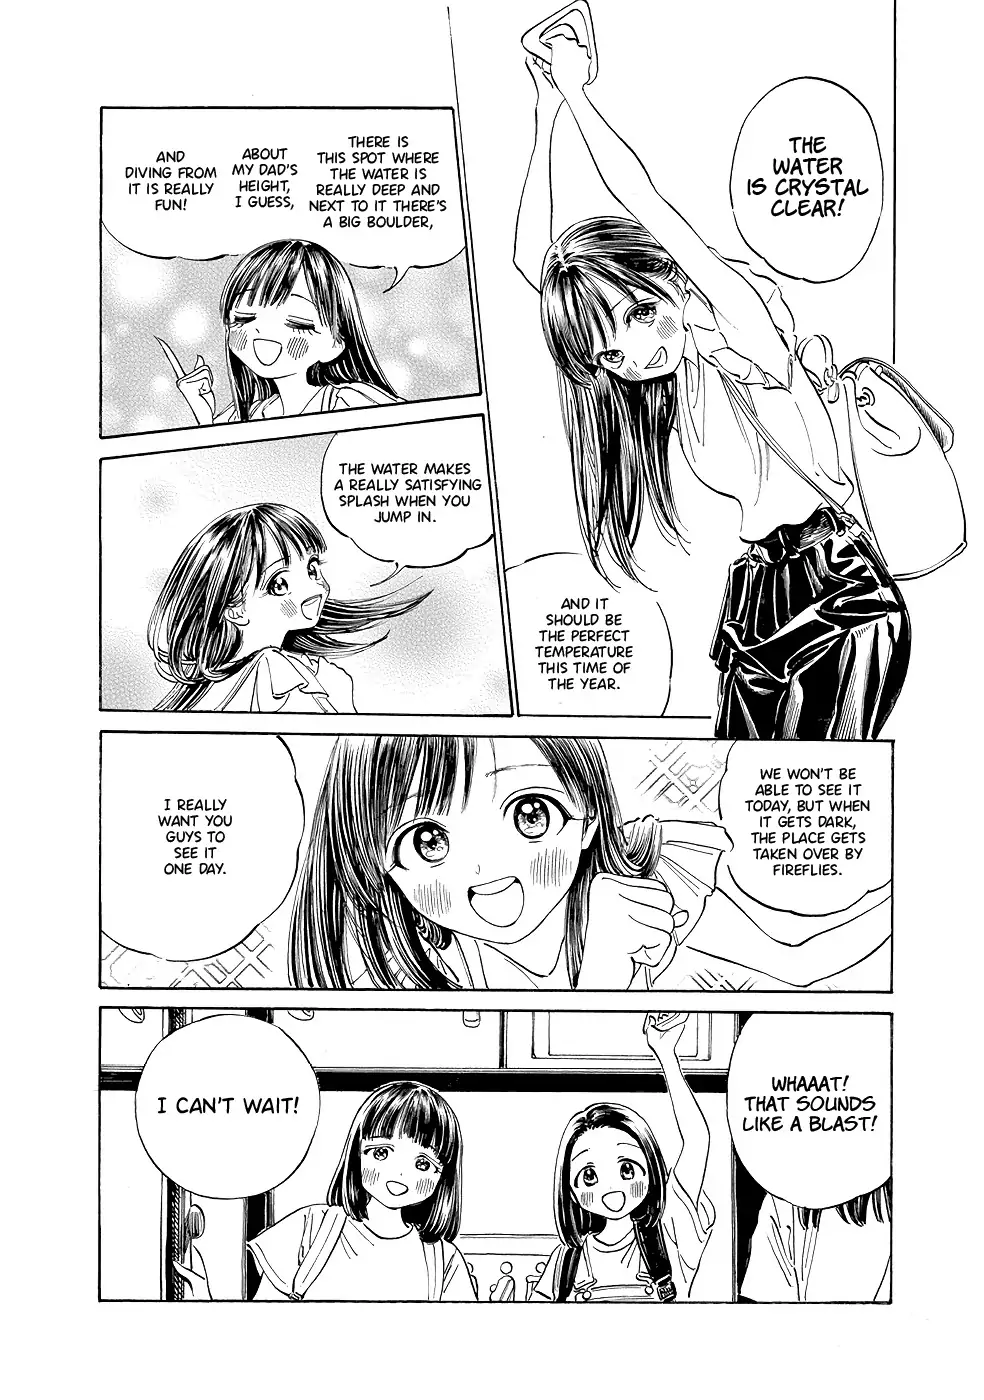 THE
WATER
IS CRYSTAL
CLEAR!
THERE IS
THIS SPOT WHERE
THE WATER IS
REALLY DEEP AND
NEXT TO IT THERE'S
A BIG BOULDER,
ABOUT
MY DAD'S
HEIGHT,
I GUESS,
AND
DIVING FROM
IT IS REALLY
FUN!
THE WATER MAKES
A REALLY SATISFYING
SPLASH WHEN YOU
JUMP IN.
AND IT
SHOULD BE
THE PERFECT
TEMPERATURE
THIS TIME OF
THE YEAR.
WE WON'T BE
ABLE TO SEE IT
TODAY, BUT WHEN
IT GETS DARK,
THE PLACE GETS
TAKEN OVER BY
FIREFLIES.
I REALLY
WANT YOU
GUYS TO
SEE IT
ONE DAY.
WHAAAT!
THAT SOUNDS
LIKE A BLAST!
I CAN'T WAIT!